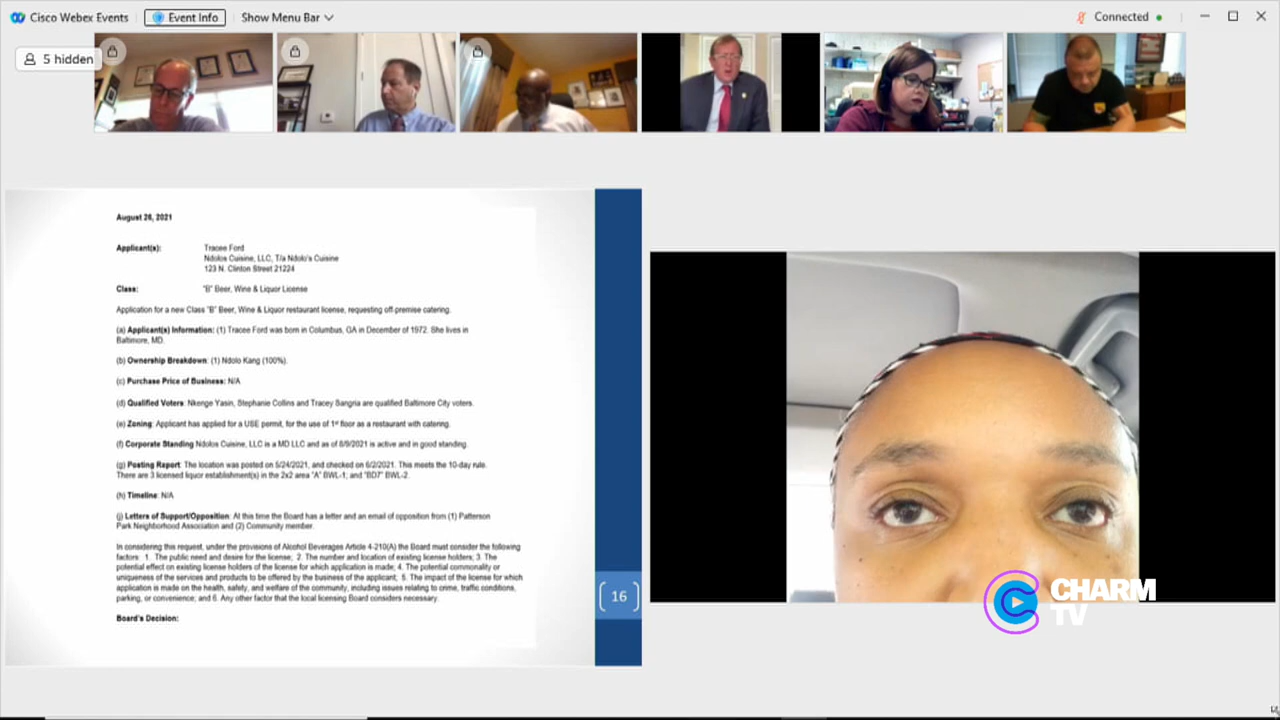 Cisco Webex Events
Event Info
Show Menu Bar
Connected
5 hidden
August 26, 2021
Applicant(s): Tracee Ford
Ndolos Cuisine, LLC, T/a Ndolo's Cuisine
123 N. Clinton Street 21224
Class: "B" Beer, Wine & Liquor License
Application for a new Class "B" Beer, Wine & Liquor restaurant license, requesting off-premise catering.
(a) Applicant(s) Information: (1) Tracee Ford was born in Columbus, GA in December of 1972. She lives in
Baltimore, MD.
(b) Ownership Breakdown: (1) Ndolo Kang (100%).
(c) Purchase Price of Business: N/A
(d) Qualified Voters: Nkenge Yasin, Stephanie Collins and Tracey Sangria are qualified Baltimore City voters.
(e) Zoning: Applicant has applied for a USE permit, for the use of 1st floor as a restaurant with catering.
(f) Corporate Standing Ndolos Cuisine, LLC is a MD LLC and as of 8/9/2021 is active and in good standing.
(g) Posting Report: The location was posted on 5/24/2021, and checked on 6/2/2021. This meets the 10-day rule.
There are 3 licensed liquor establishment(s) in the 2x2 area "A" BWL-1; and "BD7" BWL-2.
(h) Timeline: N/A
(j) Letters of Support/Opposition: At this time the Board has a letter and an email of opposition from (1) Patterson
Park Neighborhood Association and (2) Community member.
In considering this request, under the provisions of Alcohol Beverages Article 4-210(A) the Board must consider the following
factors: 1. The public need and desire for the license; 2. The number and location of existing license holders; 3. The
potential effect on existing license holders of the license for which application is made; 4. The potential commonality or
uniqueness of the services and products to be offered by the business of the applicant; 5. The impact of the license for which
application is made on the health, safety, and welfare of the community, including issues relating to crime, traffic conditions,
parking, or convenience; and 6. Any other factor that the local licensing Board considers necessary.
Board's Decision:
16
CHARM
TV